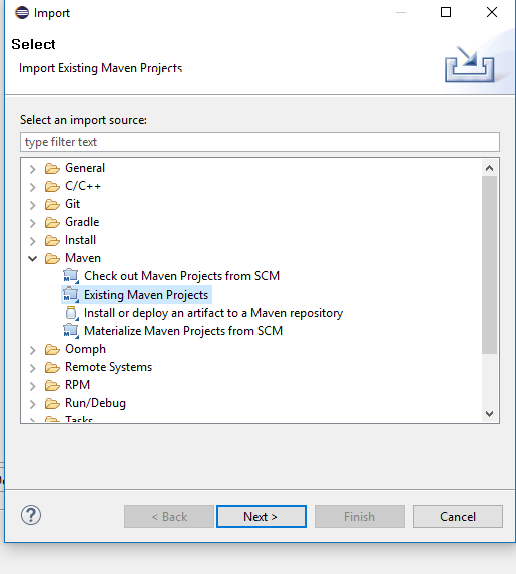 Import
Select
Import Existing Maven Projects
Select an import source:
type filter text
General
C/C++
Git
Gradle
Install
Maven
Check out Maven Projects from SCM
Existing Maven Projects
Install or deploy an artifact to a Maven repository
Materialize Maven Projects from SCM
Oomph
Remote Systems
RPM
Run/Debug
Tasks
< Back
Next >
Finish
Cancel